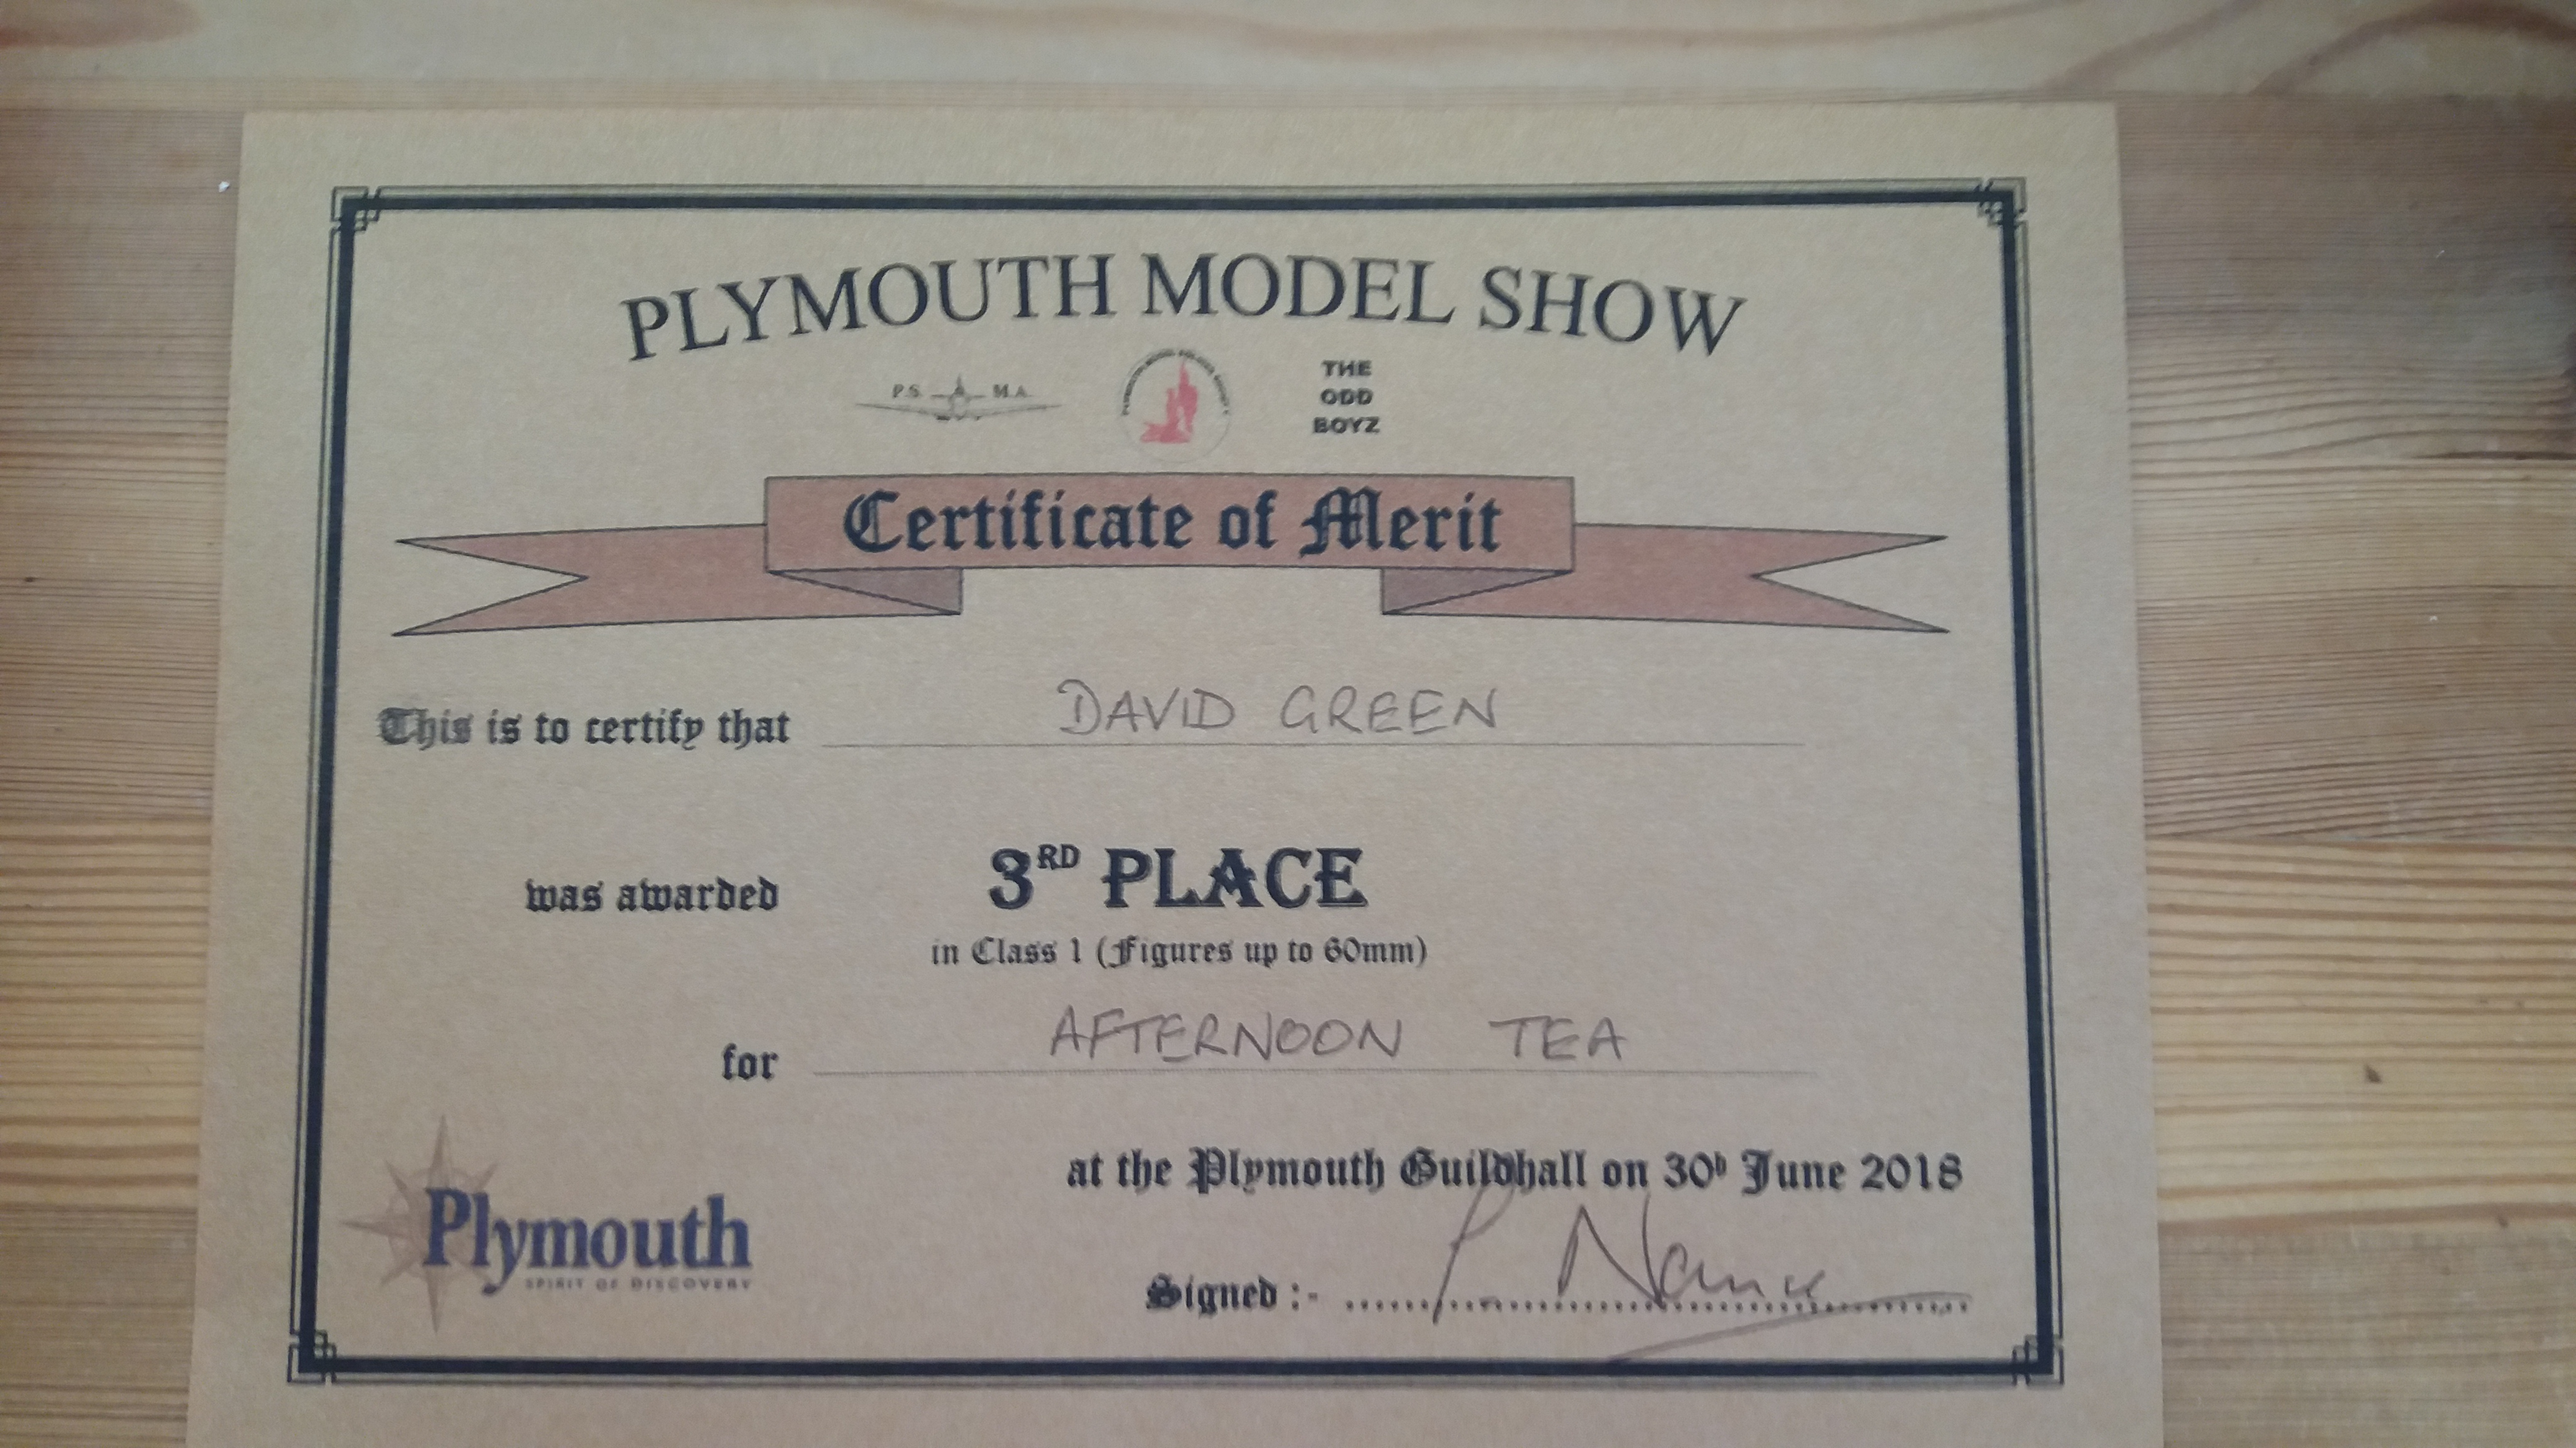 PLYMOUTH MODEL SHOW
P.S. M.A.
THE
ODD
BOYZ
Certificate of Merit
This is to certify that DAVID GREEN
was awarded 3RD PLACE
in Class 1 (Figures up to 60mm)
for AFTERNOON TEA
at the Plymouth Guildhall on 30h June 2018
Plymouth
SPIRIT OF DISCOVERY
Signed :-